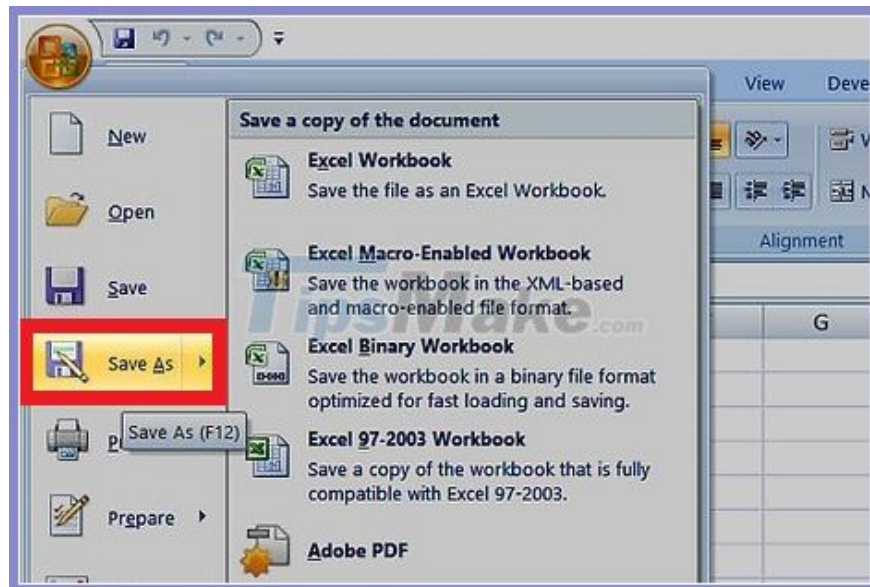 View Deve
New
Open
Save
Save As
Save As (F12)
Prepare
Save a copy of the document
Excel Workbook
Save the file as an Excel Workbook.
Excel Macro-Enabled Workbook
Save the workbook in the XML-based
and macro-enabled file format.
Excel Binary Workbook
Save the workbook in a binary file format
optimized for fast loading and saving.
Excel 97-2003 Workbook
Save a copy of the workbook that is fully
compatible with Excel 97-2003.
Adobe PDF
Alignment
G
TipsMake.com